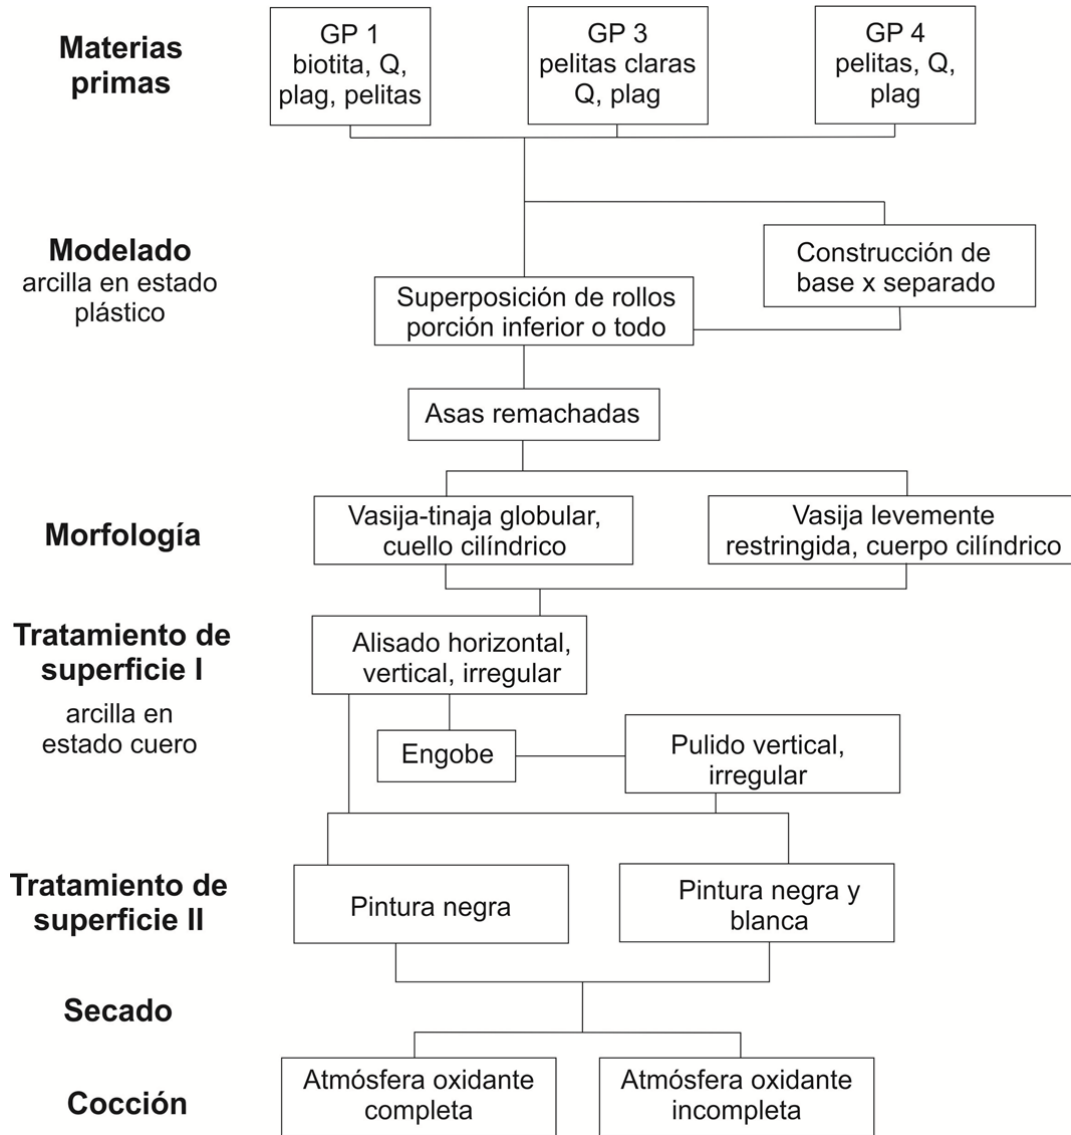 Materias
primas
GP 1
biotita, Q,
plag, pelitas
GP 3
pelitas claras
Q, plag
GP 4
pelitas, Q,
plag
Modelado
arcilla en estado
plástico
Construcción de
base x separado
Superposición de rollos
porción inferior o todo
Asas remachadas
Morfología
Vasija-tinaja globular,
cuello cilíndrico
Vasija levemente
restringida, cuerpo cilíndrico
Tratamiento de
superficie I
arcilla en
estado cuero
Alisado horizontal,
vertical, irregular
Engobe
Pulido vertical,
irregular
Tratamiento de
superficie II
Pintura negra
Pintura negra y
blanca
Secado
Cocción
Atmósfera oxidante
completa
Atmósfera oxidante
incompleta